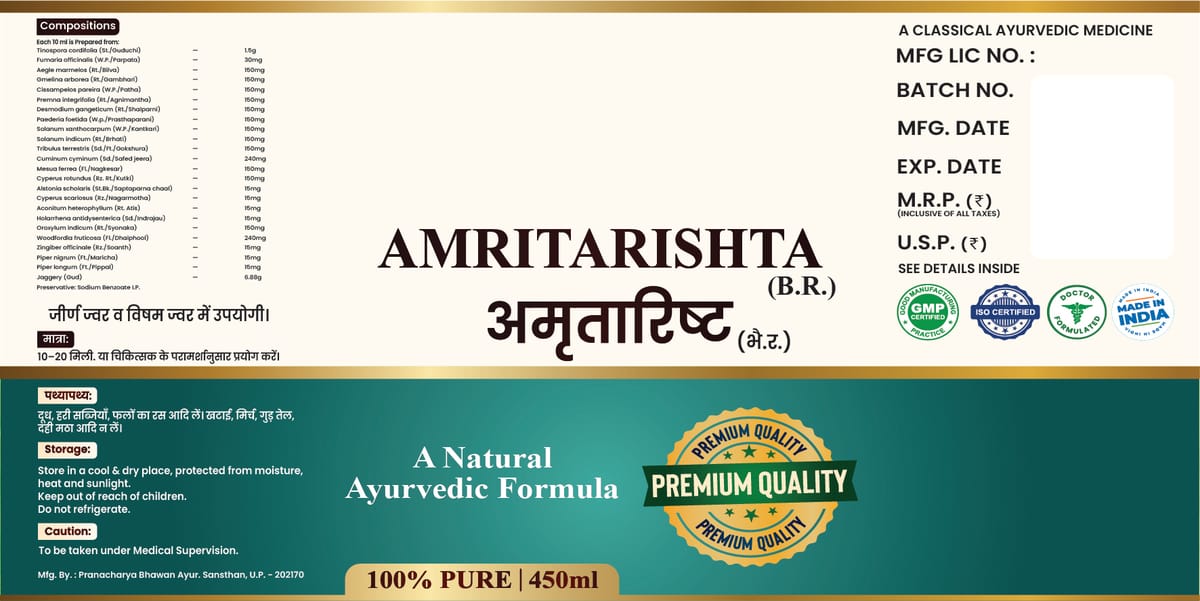 Compositions
Each 10 ml is Prepared from:
Tinospora cordifolia (St./Guduchi) – 1.5g
Fumaria officinalis (W.P./Parpata) – 30mg
Aegle marmelos (Rt./Bilva) – 150mg
Gmelina arborea (Rt./Gambhari) – 150mg
Cissampelos pareira (W.P./Patha) – 150mg
Premna integrifolia (Rt./Agnimantha) – 150mg
Desmodium gangeticum (Rt./Shalparni) – 150mg
Paederia foetida (W.p./Prasthaparani) – 150mg
Solanum xanthocarpum (W.P./Kantkari) – 150mg
Solanum indicum (Rt./Brhati) – 150mg
Tribulus terrestris (Sd./Ft./Gokshura) – 150mg
Cuminum cyminum (Sd./Safed jeera) – 240mg
Mesua ferrea (Fl./Nagkesar) – 150mg
Cyperus rotundus (Rz. Rt./Kutki) – 150mg
Alstonia scholaris (St.Bk./Saptaparna chaal) – 15mg
Cyperus scariosus (Rz./Nagarmotha) – 15mg
Aconitum heterophyllum (Rt. Atis) – 15mg
Holarrhena antidysenterica (Sd./Indrajau) – 15mg
Oroxylum indicum (Rt./Syonaka) – 150mg
Woodfordia fruticosa (Fl./Dhaiphool) – 240mg
Zingiber officinale (Rz./Soanth) – 15mg
Piper nigrum (Ft./Maricha) – 15mg
Piper longum (Ft./Pippal) – 15mg
Jaggery (Gud) – 6.88g
Preservative: Sodium Benzoate I.P.
जीर्ण ज्वर व विषम ज्वर में उपयोगी।
मात्रा:
10-20 मिली. या चिकित्सक के परामर्शानुसार प्रयोग करें।
पथ्यापथ्य:
दूध, हरी सब्जियाँ, फलों का रस आदि लें। खटाई, मिर्च, गुड़ तेल,
दही मठा आदि न लें।
Storage:
Store in a cool & dry place, protected from moisture,
heat and sunlight.
Keep out of reach of children.
Do not refrigerate.
Caution:
To be taken under Medical Supervision.
Mfg. By. : Pranacharya Bhawan Ayur. Sansthan, U.P. - 202170
AMRITARISHTA
(B.R.)
अमृतारिष्ट
(भै.र.)
A Natural
Ayurvedic Formula
PREMIUM QUALITY
PREMIUM QUALITY
PREMIUM QUALITY
100% PURE | 450ml
A CLASSICAL AYURVEDIC MEDICINE
MFG LIC NO. :
BATCH NO.
MFG. DATE
EXP. DATE
M.R.P. (₹)
(INCLUSIVE OF ALL TAXES)
U.S.P. (₹)
SEE DETAILS INSIDE
GOOD MANUFACTURING
GMP
CERTIFIED
PRACTICE
ISO CERTIFIED
DOCTOR
FORMULATED
MADE IN INDIA
MADE IN
INDIA